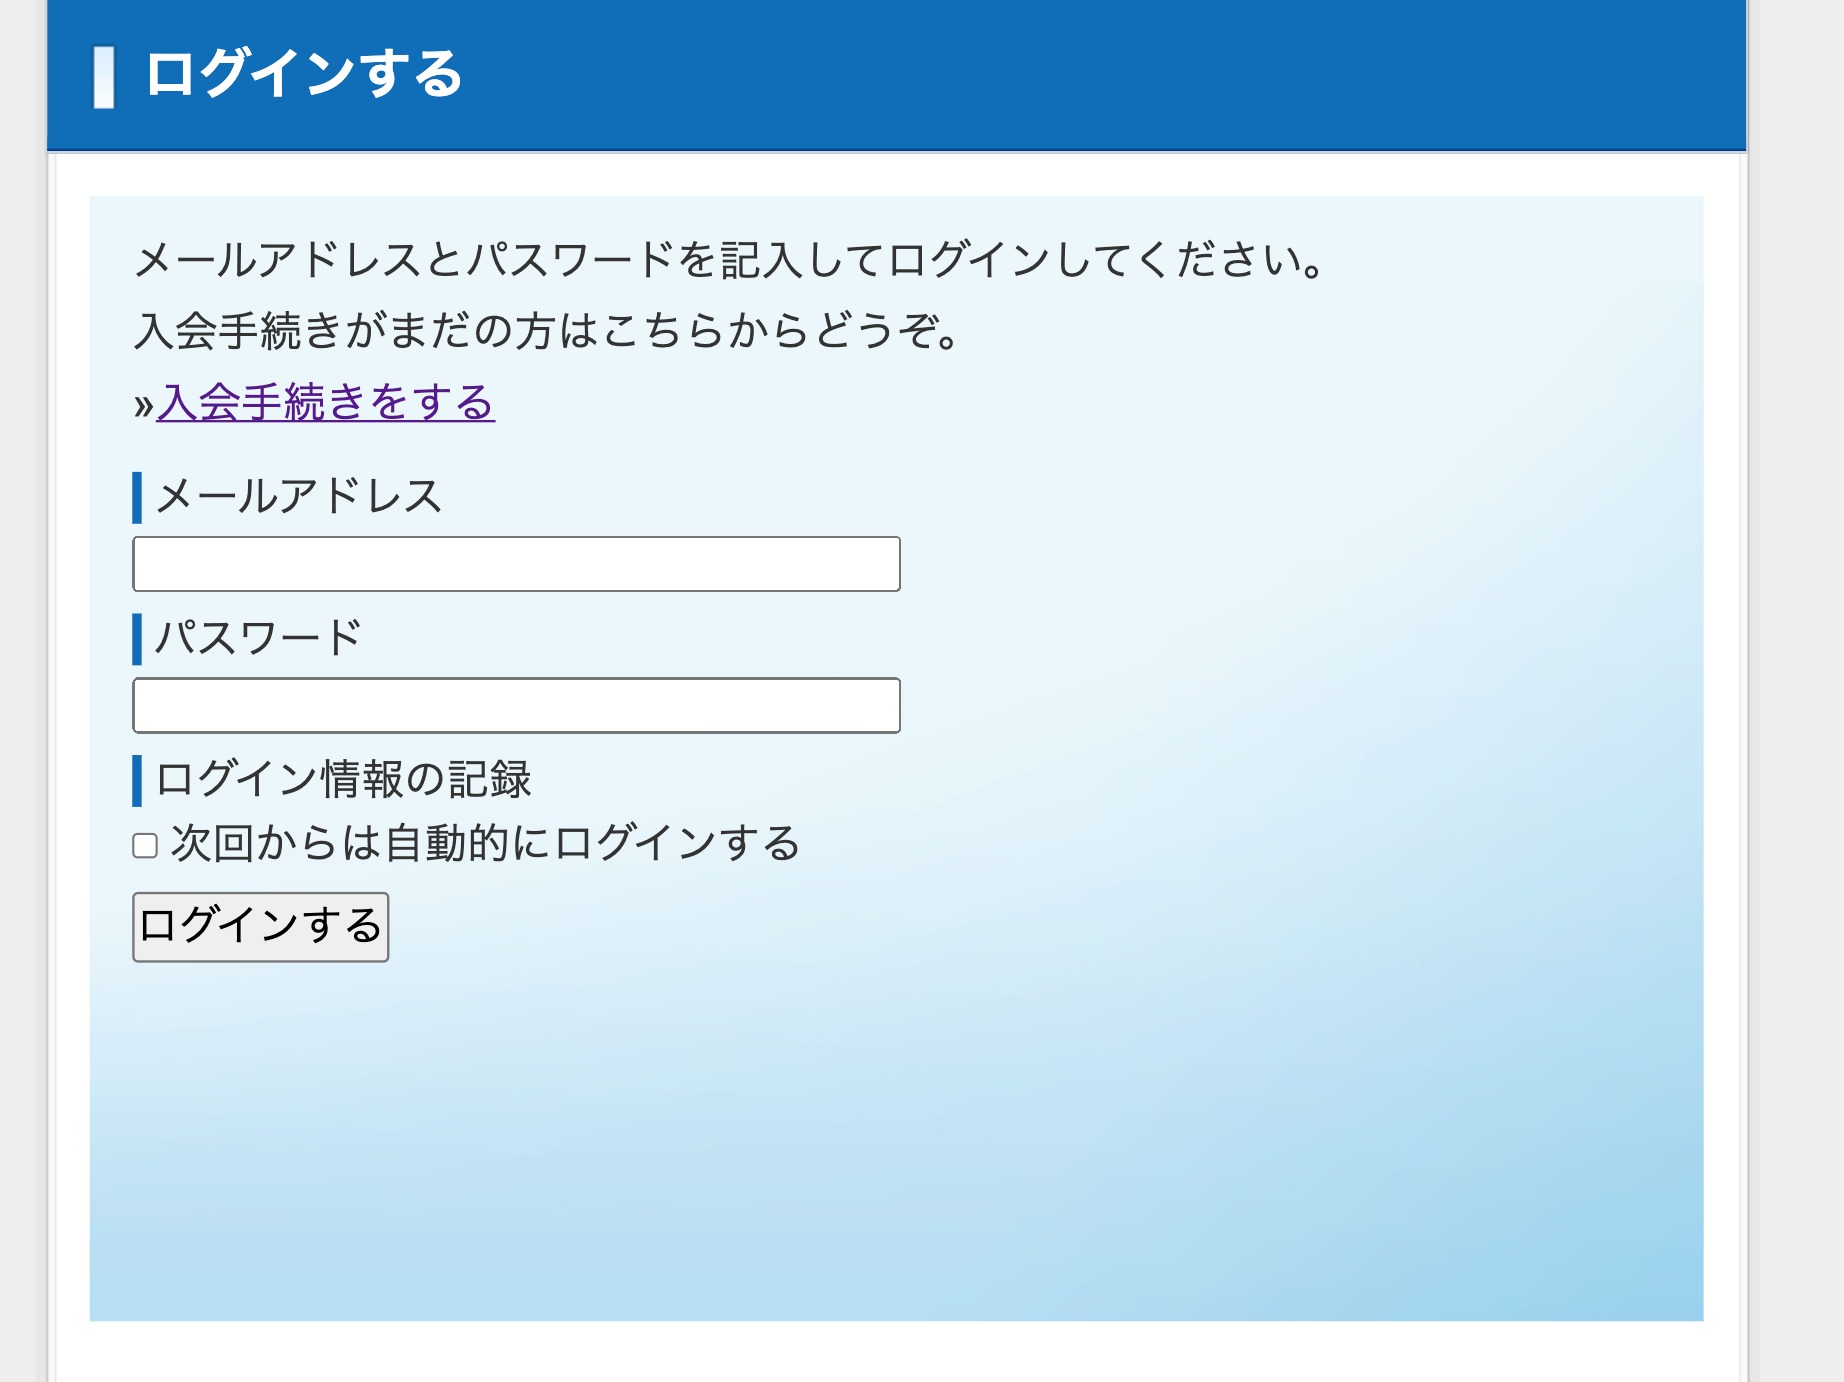 ログインする
メールアドレスとパスワードを記入してログインしてください。
入会手続きがまだの方はこちらからどうぞ。
»入会手続きをする
メールアドレス
パスワード
ログイン情報の記録
次回からは自動的にログインする
ログインする